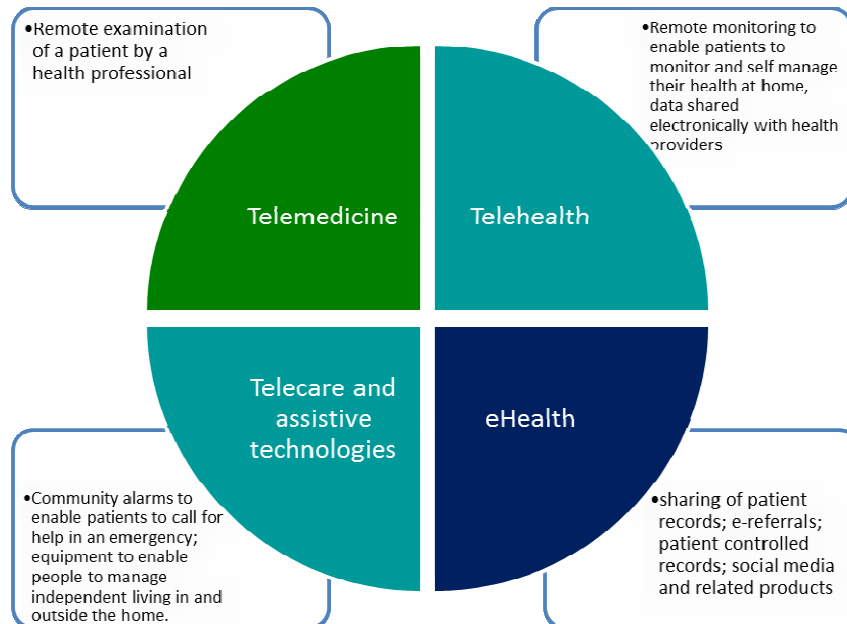 •Remote examination
of a patient by a
health professional
•Remote monitoring to
enable patients to
monitor and self manage
their health at home,
data shared
electronically with health
providers
Telemedicine
Telehealth
Telecare and
assistive
technologies
eHealth
•Community alarms to
enable patients to call for
help in an emergency;
equipment to enable
people to manage
independent living in and
outside the home.
•sharing of patient
records; e-referrals;
patient controlled
records; social media
and related products